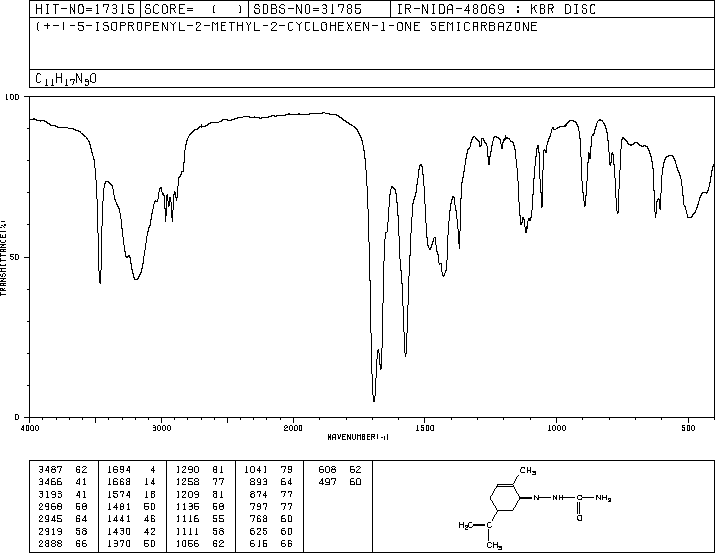 HIT-NO=17315 SCORE= ( ) SDBS-NO=31785 IR-NIDA-48069 : KBR DISC
(+-)-5-ISOPROPENYL-2-METHYL-2-CYCLOHEXEN-1-ONE SEMICARBAZONE
C11H17N3O
100
TRANSMITTANCE(%)
50
0
4000 3000 2000 1500 1000 500
WAVENUMBER(-1)
3487 62 1694 4 1290 81 1041 79 608 62
3466 41 1668 14 1258 77 893 64 497 60
3193 41 1574 18 1209 81 874 77
2968 60 1481 50 1136 60 797 77
2945 64 1441 46 1116 55 768 60
2919 58 1430 42 1111 58 625 60
2888 66 1370 50 1056 62 616 66
CH3
N NH C NH2
O
H2C C
CH3